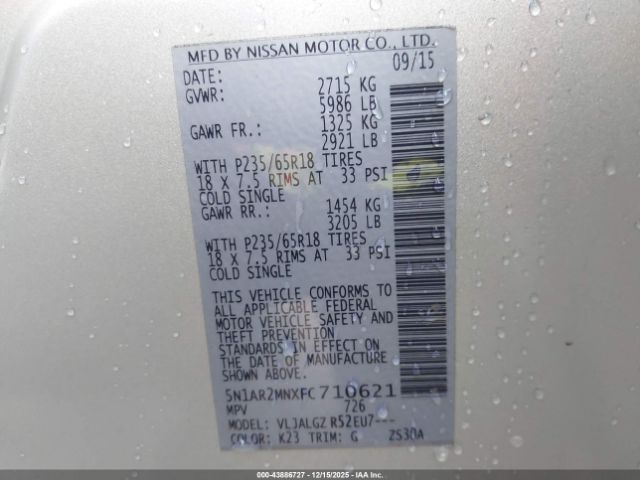 MFD BY NISSAN MOTOR CO., LTD.
DATE: 09/15
GVWR: 2715 KG
5986 LB
GAWR FR.: 1325 KG
2921 LB
WITH P235/65R18 TIRES
18 X 7.5 RIMS AT 33 PSI
COLD SINGLE
GAWR RR.: 1454 KG
3205 LB
WITH P235/65R18 TIRES
18 X 7.5 RIMS AT 33 PSI
COLD SINGLE
THIS VEHICLE CONFORMS TO
ALL APPLICABLE FEDERAL
MOTOR VEHICLE SAFETY AND
THEFT PREVENTION
STANDARDS IN EFFECT ON
THE DATE OF MANUFACTURE
SHOWN ABOVE.
5N1AR2MNXFC710621
MPV 726
MODEL: VLJALGZ R52EU7---
COLOR: K23 TRIM: G ZS30A
000-43886727 - 12/15/2025 - IAAI.com